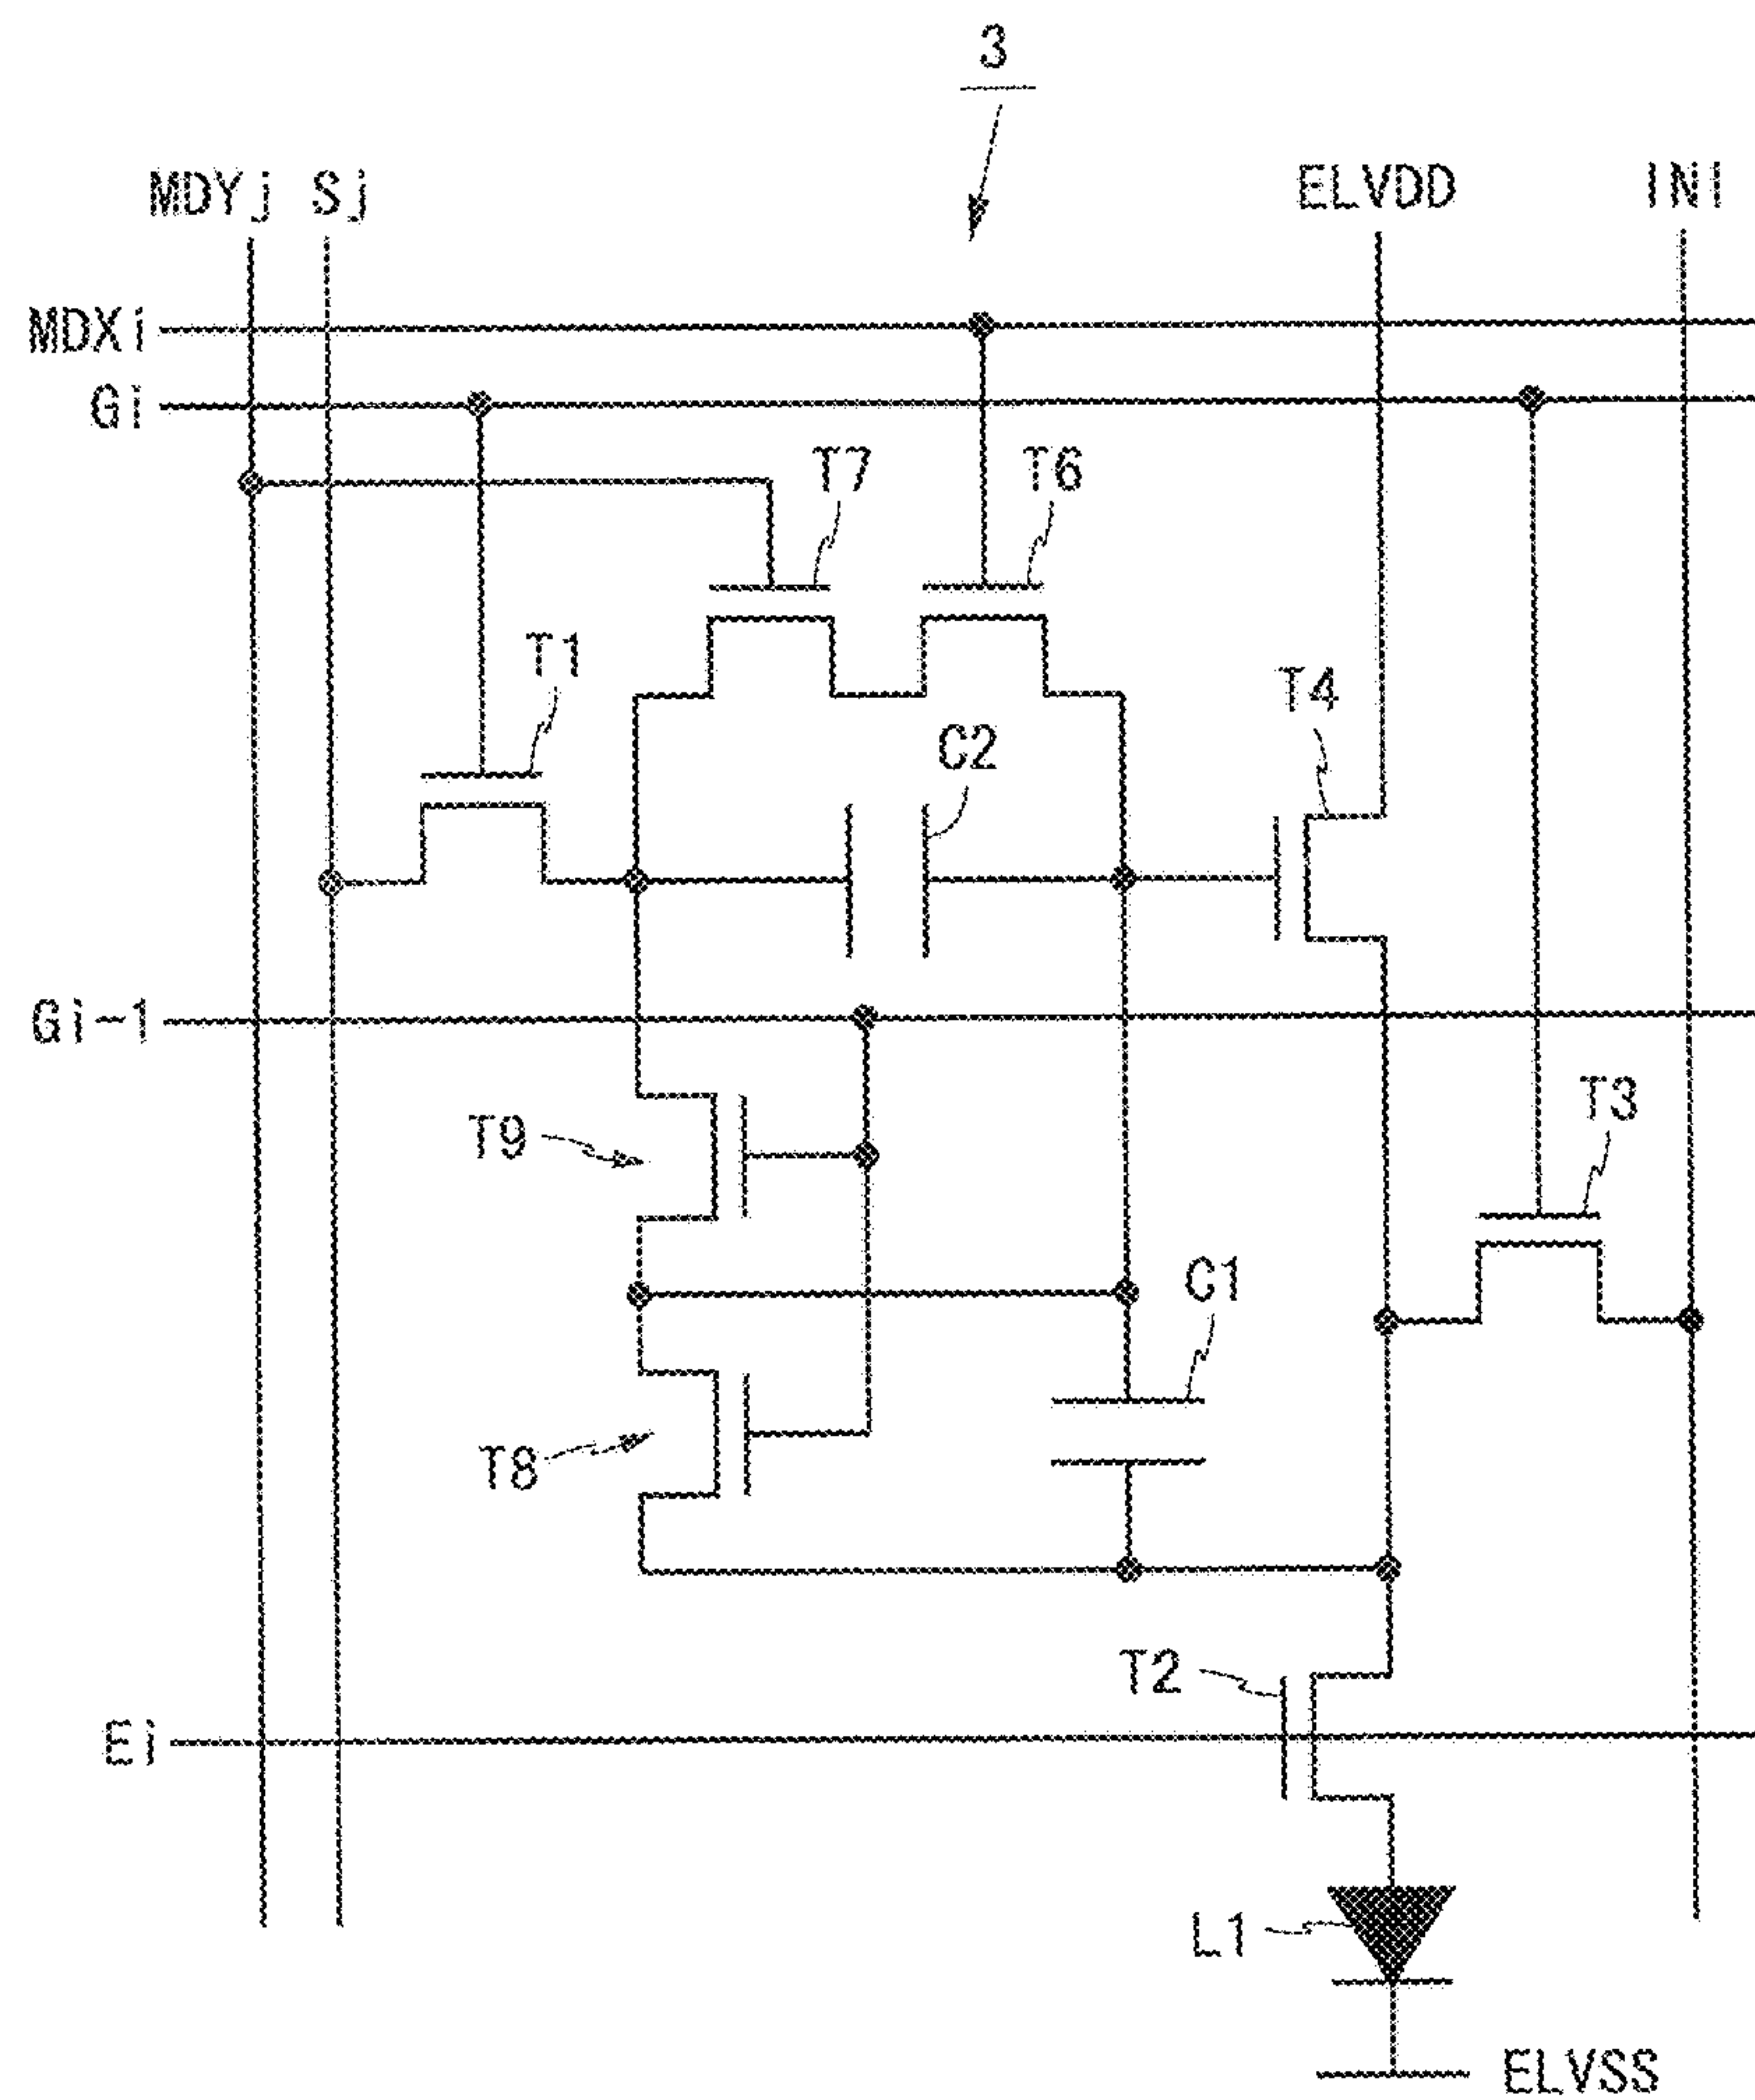 3
MDYj Sj ELVDD INi
MDXi
Gi
T7 T6
T1
T4
C2
Gi-1
T9
T3
C1
T8
T2
Ei
L1
ELVSS